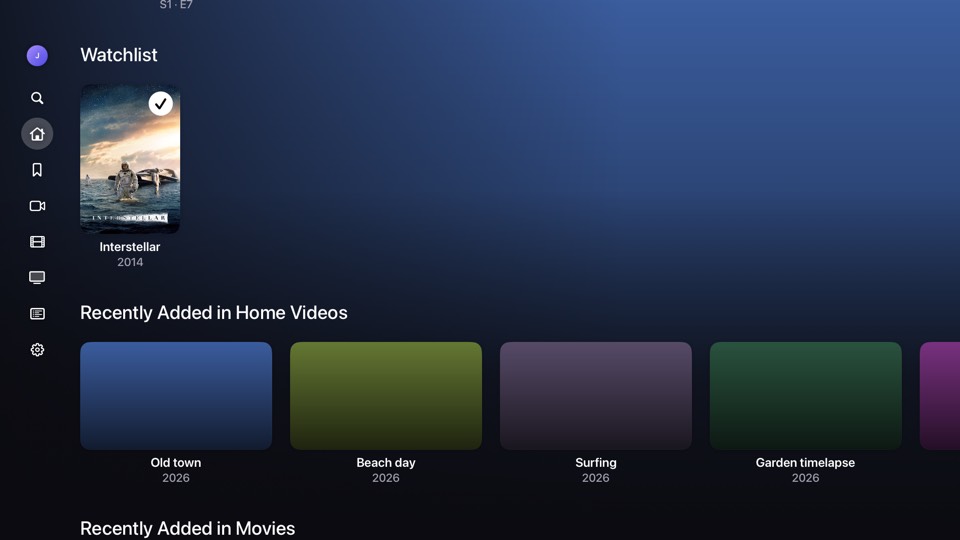 S1 · E7
J
Watchlist
INTERSTELLAR
Interstellar
2014
Recently Added in Home Videos
Old town
2026
Beach day
2026
Surfing
2026
Garden timelapse
2026
Recently Added in Movies